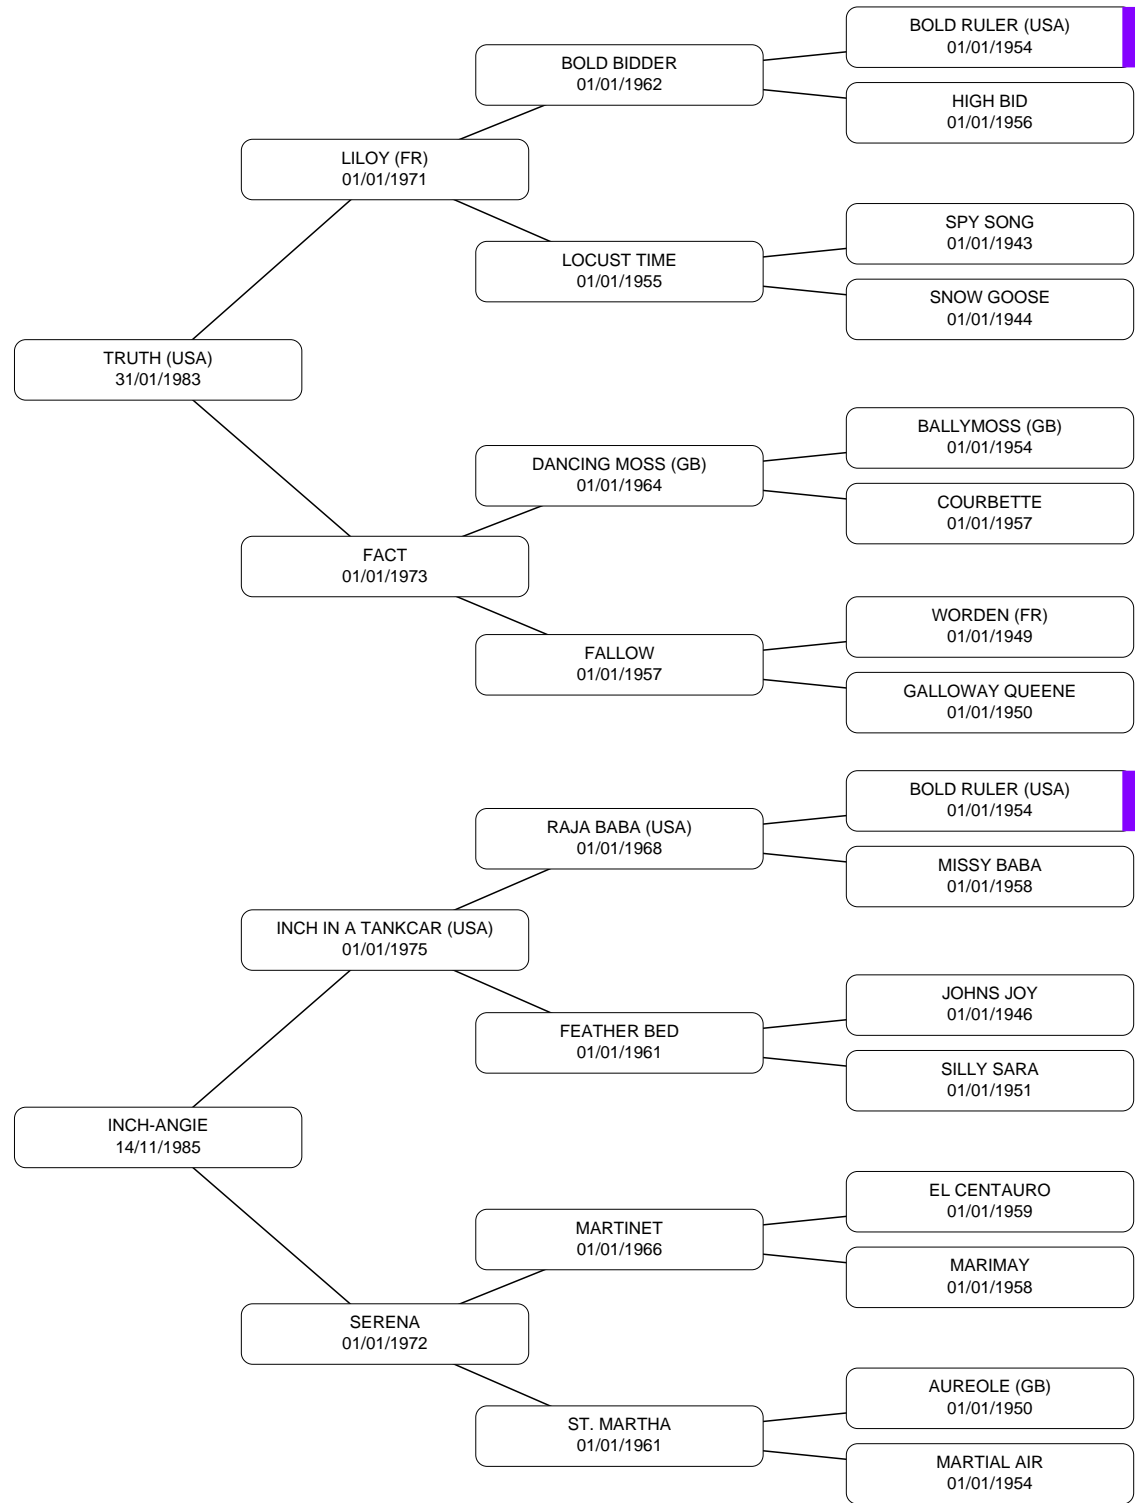 BOLD RULER (USA)
01/01/1954
BOLD BIDDER
01/01/1962
HIGH BID
01/01/1956
LILOY (FR)
01/01/1971
SPY SONG
01/01/1943
LOCUST TIME
01/01/1955
SNOW GOOSE
01/01/1944
TRUTH (USA)
31/01/1983
BALLYMOSS (GB)
01/01/1954
DANCING MOSS (GB)
01/01/1964
COURBETTE
01/01/1957
FACT
01/01/1973
WORDEN (FR)
01/01/1949
FALLOW
01/01/1957
GALLOWAY QUEENE
01/01/1950
BOLD RULER (USA)
01/01/1954
RAJA BABA (USA)
01/01/1968
MISSY BABA
01/01/1958
INCH IN A TANKCAR (USA)
01/01/1975
JOHNS JOY
01/01/1946
FEATHER BED
01/01/1961
SILLY SARA
01/01/1951
INCH-ANGIE
14/11/1985
EL CENTAURO
01/01/1959
MARTINET
01/01/1966
MARIMAY
01/01/1958
SERENA
01/01/1972
AUREOLE (GB)
01/01/1950
ST. MARTHA
01/01/1961
MARTIAL AIR
01/01/1954